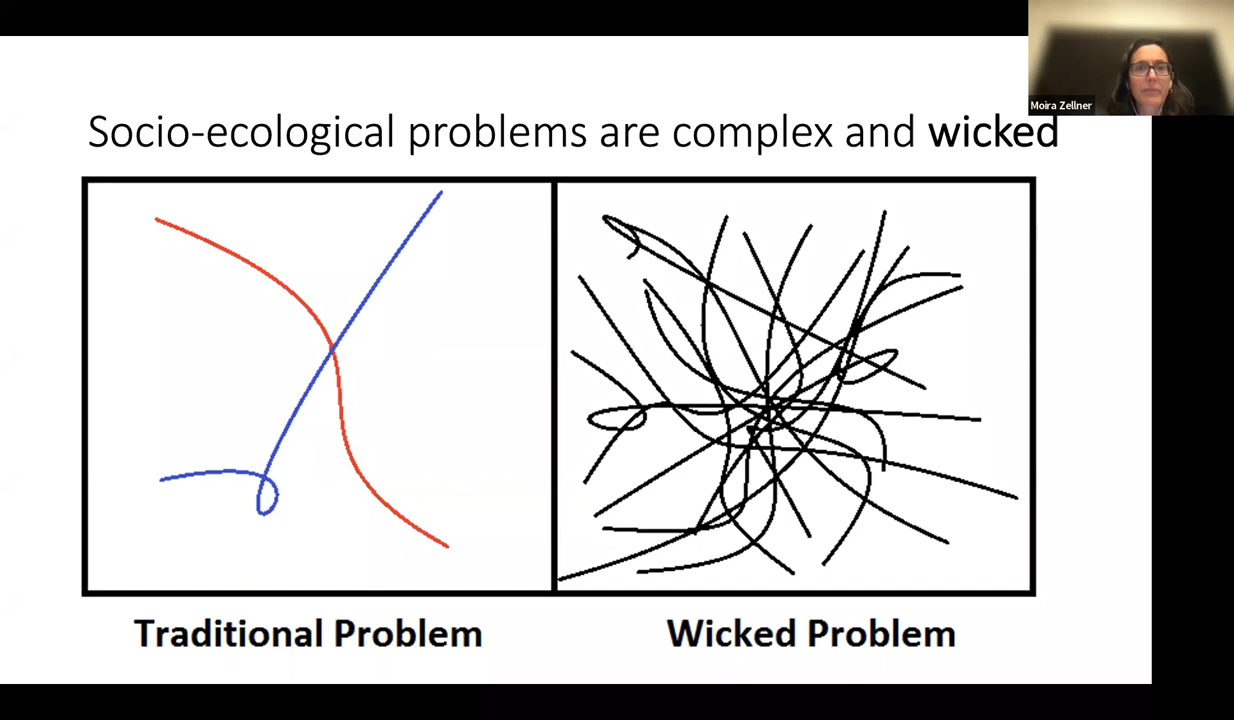 Moira Zellner
Socio-ecological problems are complex and wicked
Traditional Problem
Wicked Problem